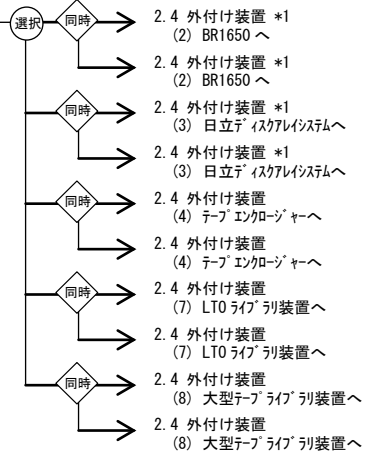 選択
同時
2.4 外付け装置 *1
(2) BR1650 へ
2.4 外付け装置 *1
(2) BR1650 へ
同時
2.4 外付け装置 *1
(3) 日立ﾃﾞｨｽｸｱﾚｲｼｽﾃﾑへ
2.4 外付け装置 *1
(3) 日立ﾃﾞｨｽｸｱﾚｲｼｽﾃﾑへ
同時
2.4 外付け装置
(4) ﾃｰﾌﾟｴﾝｸﾛｰｼﾞｬｰへ
2.4 外付け装置
(4) ﾃｰﾌﾟｴﾝｸﾛｰｼﾞｬｰへ
同時
2.4 外付け装置
(7) LTO ﾗｲﾌﾞﾗﾘ装置へ
2.4 外付け装置
(7) LTO ﾗｲﾌﾞﾗﾘ装置へ
同時
2.4 外付け装置
(8) 大型ﾃｰﾌﾟﾗｲﾌﾞﾗﾘ装置へ
2.4 外付け装置
(8) 大型ﾃｰﾌﾟﾗｲﾌﾞﾗﾘ装置へ